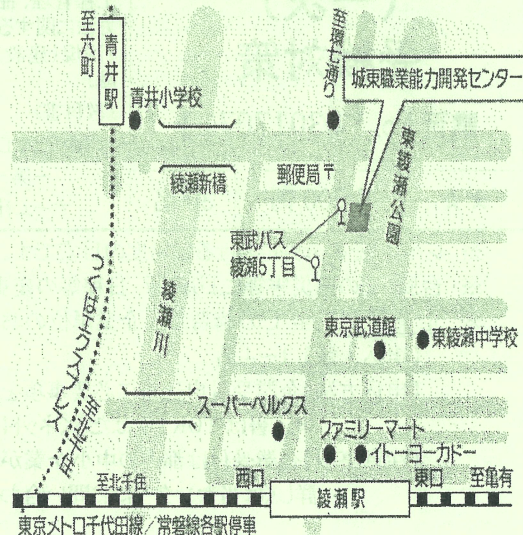 至六町
青井駅
青井小学校
至環七通り
城東職業能力開発センター
綾瀬新橋
郵便局〒
東綾瀬公園
東武バス
綾瀬5丁目
綾瀬川
つくばエクスプレス
至北千住
東京武道館
東綾瀬中学校
スーパーベルクス
ファミリーマート
イトーヨーカドー
至北千住
西口
綾瀬駅
東口
至亀有
東京メトロ千代田線／常磐線各駅停車